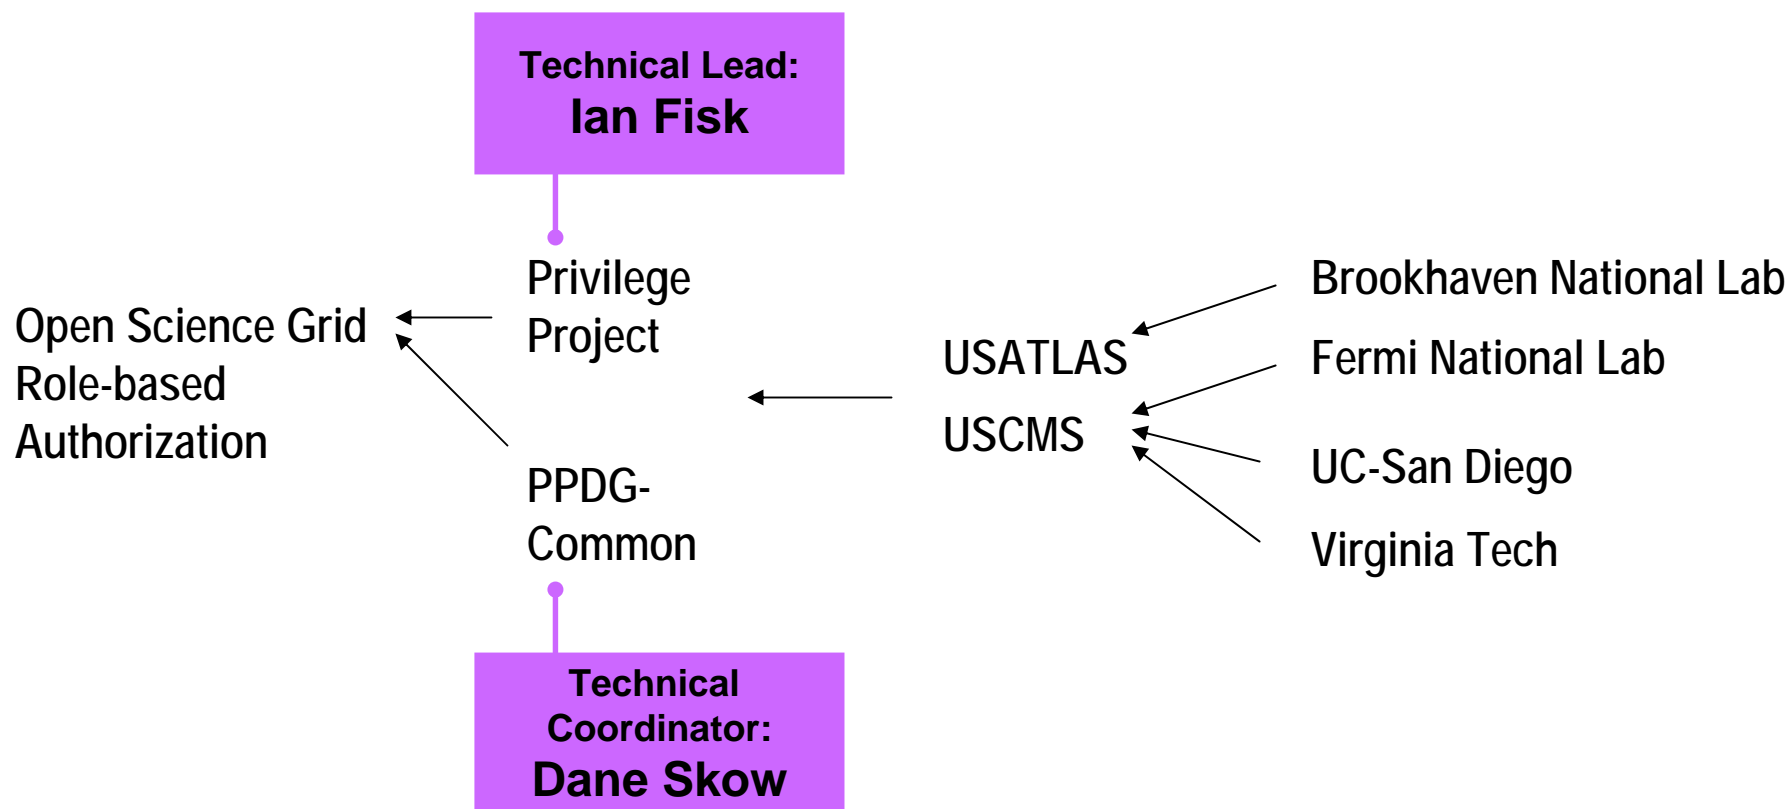 Technical Lead:
Ian Fisk
Open Science Grid
Role-based
Authorization
Privilege
Project
PPDG-
Common
USATLAS
USCMS
Brookhaven National Lab
Fermi National Lab
UC-San Diego
Virginia Tech
Technical
Coordinator:
Dane Skow